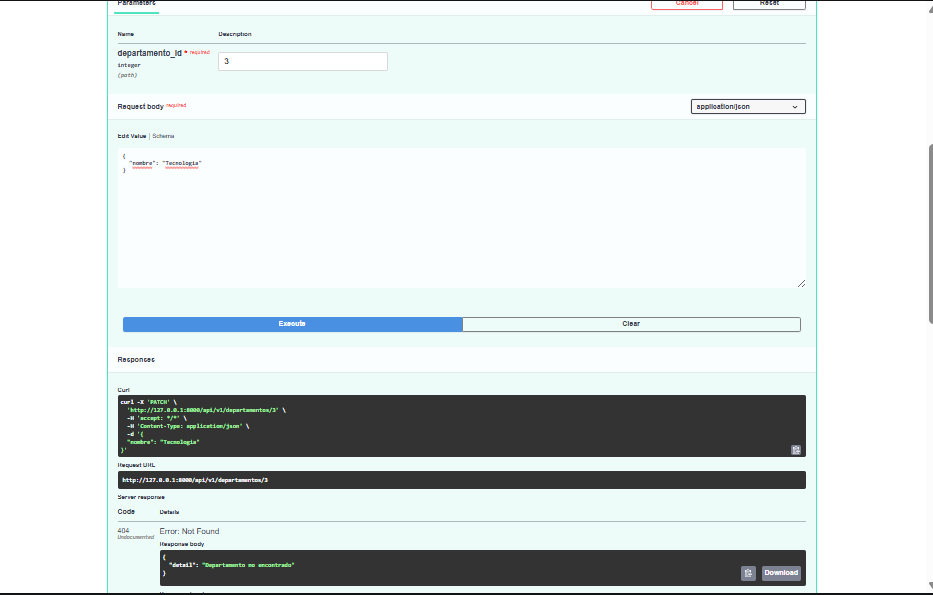 Parameters
Cancel
Reset
Name
Description
departamento_id * required
integer
(path)
3
Request body required
application/json
Edit Value | Schema
{
"nombre": "Tecnologia"
}
Execute
Clear
Responses
Curl
curl -X 'PATCH' \
'http://127.0.0.1:8000/api/v1/departamentos/3' \
-H 'accept: */*' \
-H 'Content-Type: application/json' \
-d '{
"nombre": "Tecnologia"
}'
Request URL
http://127.0.0.1:8000/api/v1/departamentos/3
Server response
Code
Details
404
Undocumented
Error: Not Found
Response body
{
"detail": "Departamento no encontrado"
}
Download